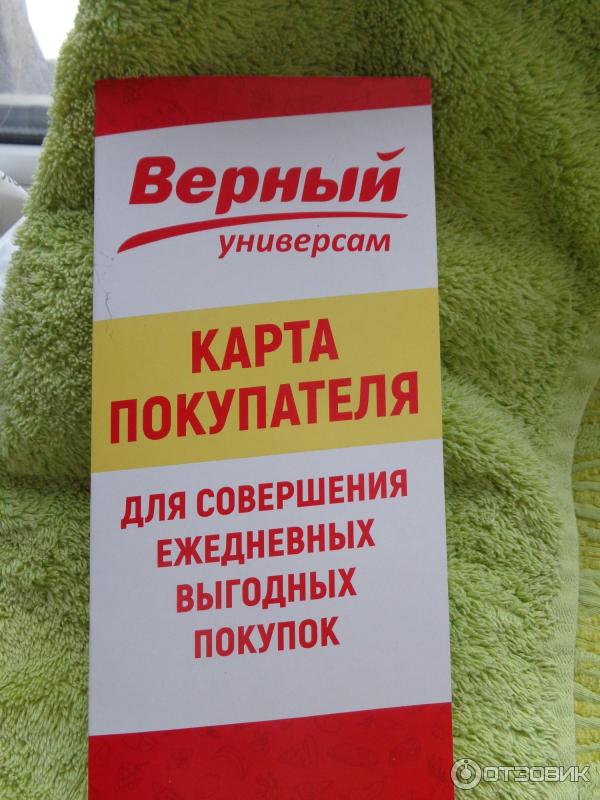 Верный
универсам
КАРТА
ПОКУПАТЕЛЯ
ДЛЯ СОВЕРШЕНИЯ
ЕЖЕДНЕВНЫХ
ВЫГОДНЫХ
ПОКУПОК
ОТЗОВИК